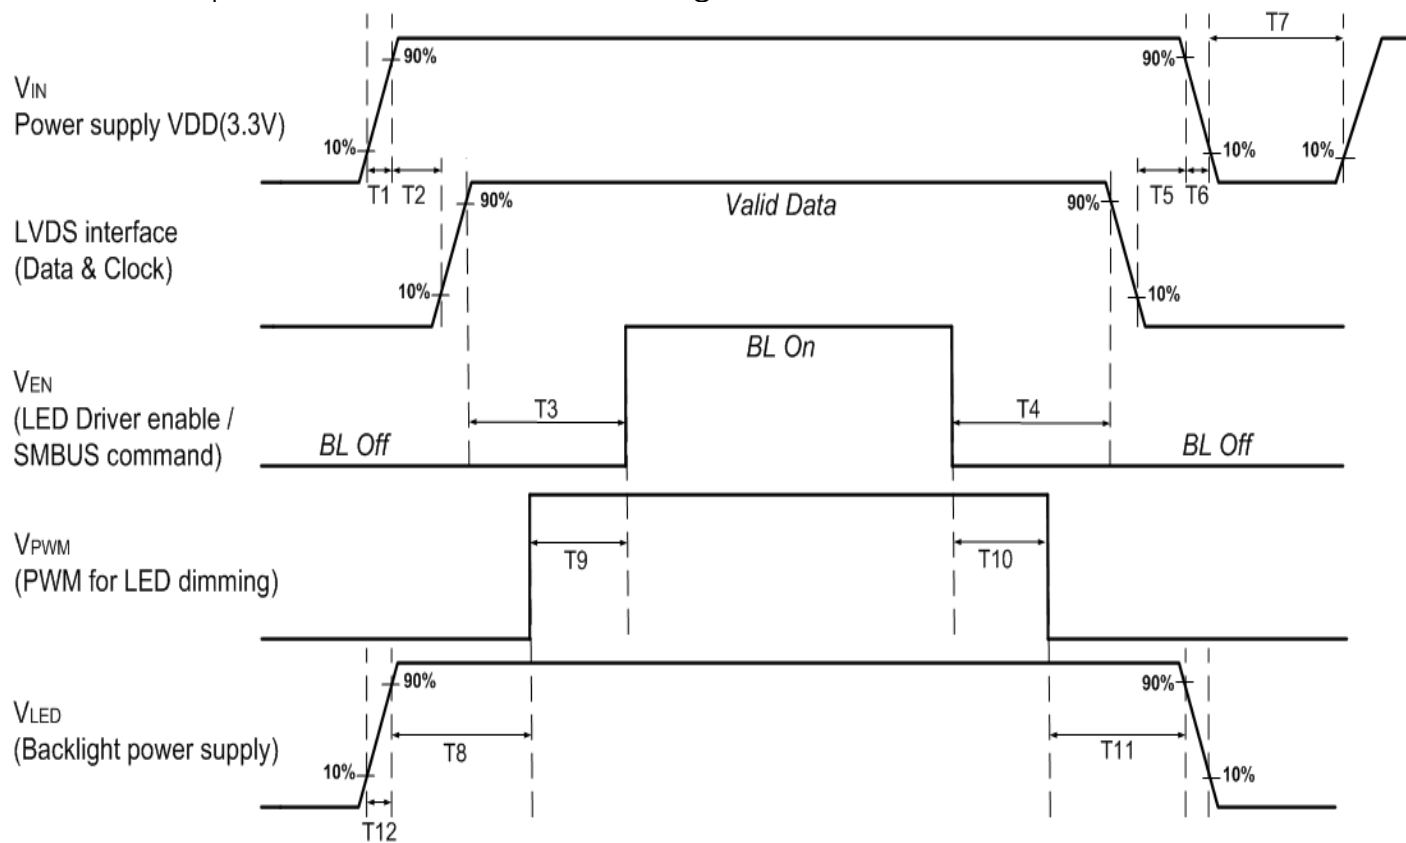 T7
90%
90%
VIN
Power supply VDD(3.3V)
10%
10%
10%
T1
T2
T5
T6
90%
Valid Data
90%
LVDS interface
(Data & Clock)
10%
10%
BL On
VEN
(LED Driver enable /
SMBUS command)
T3
T4
BL Off
BL Off
VPWM
(PWM for LED dimming)
T9
T10
90%
90%
VLED
(Backlight power supply)
T8
T11
10%
10%
T12